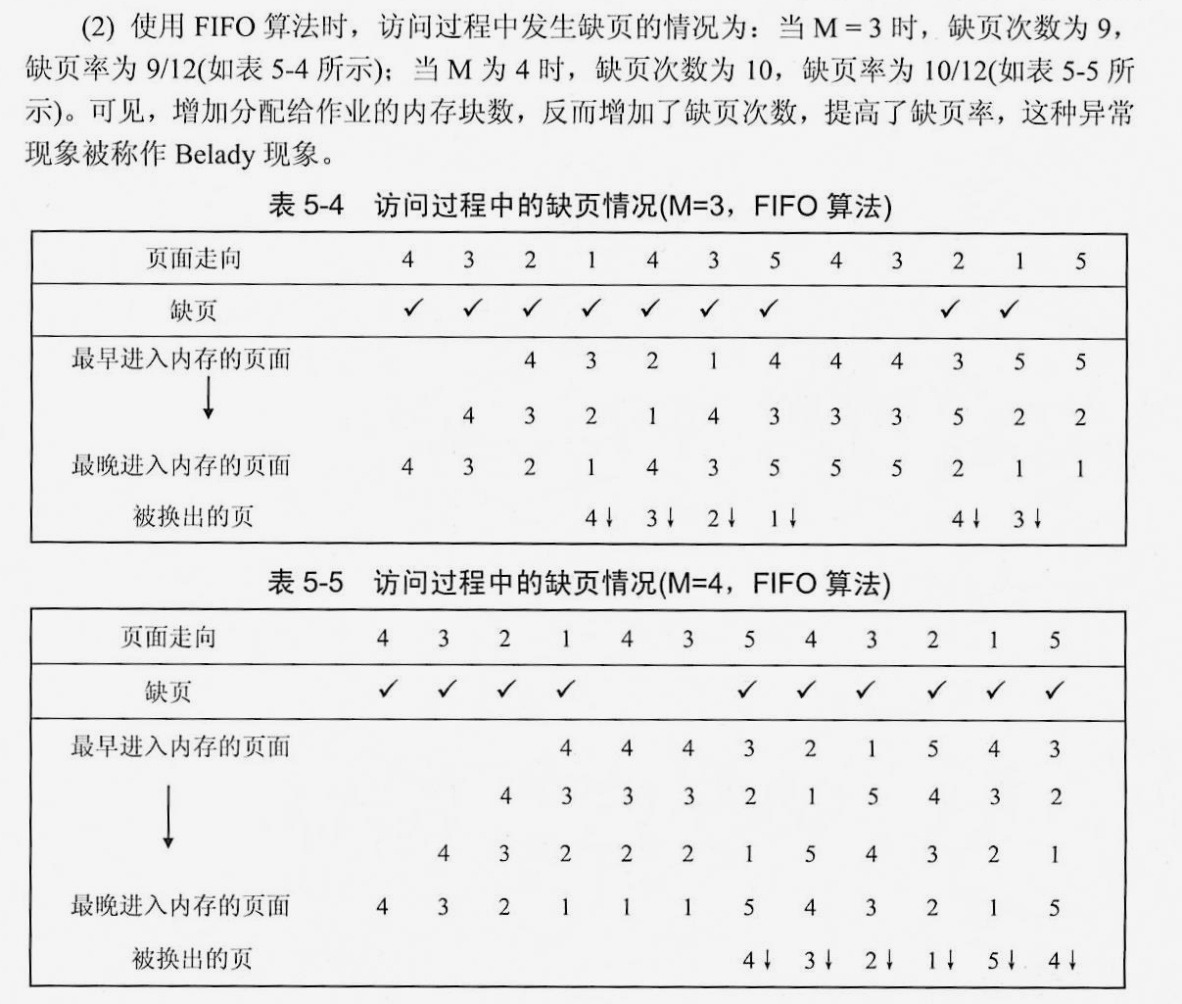 (2) 使用 FIFO 算法时，访问过程中发生缺页的情况为：当 M = 3 时，缺页次数为 9，
缺页率为 9/12(如表 5-4 所示)；当 M 为 4 时，缺页次数为 10，缺页率为 10/12(如表 5-5 所
示)。可见，增加分配给作业的内存块数，反而增加了缺页次数，提高了缺页率，这种异常
现象被称作 Belady 现象。
表 5-4 访问过程中的缺页情况(M=3，FIFO 算法)
页面走向 4 3 2 1 4 3 5 4 3 2 1 5
缺页 ✓ ✓ ✓ ✓ ✓ ✓ ✓ ✓ ✓
最早进入内存的页面 4 3 2 1 4 4 4 3 5 5
↓ 4 3 2 1 4 3 3 3 5 2 2
最晚进入内存的页面 4 3 2 1 4 3 5 5 5 2 1 1
被换出的页 4↓ 3↓ 2↓ 1↓ 4↓ 3↓
表 5-5 访问过程中的缺页情况(M=4，FIFO 算法)
页面走向 4 3 2 1 4 3 5 4 3 2 1 5
缺页 ✓ ✓ ✓ ✓ ✓ ✓ ✓ ✓ ✓ ✓
最早进入内存的页面 4 4 4 3 2 1 5 4 3
↓ 4 3 3 3 2 1 5 4 3 2
4 3 2 2 2 1 5 4 3 2 1
最晚进入内存的页面 4 3 2 1 1 1 5 4 3 2 1 5
被换出的页 4↓ 3↓ 2↓ 1↓ 5↓ 4↓